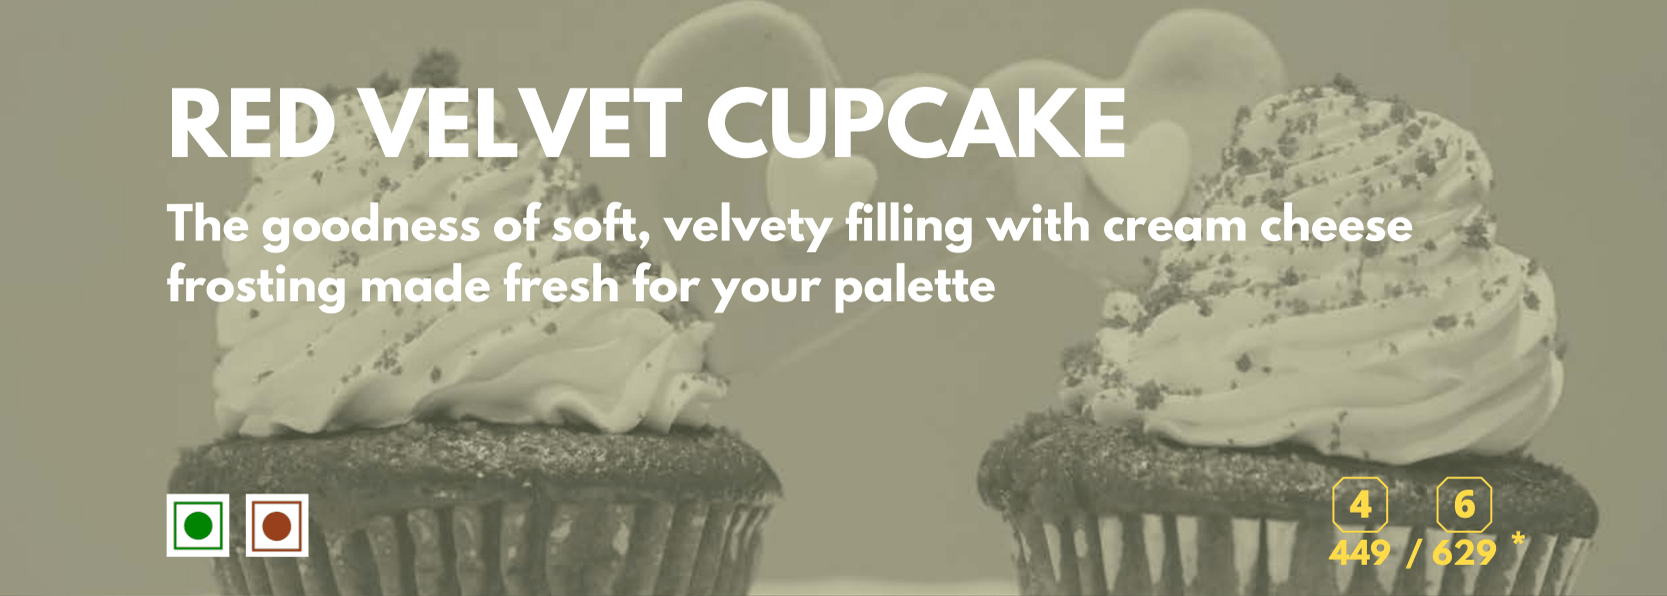 RED VELVET CUPCAKE
The goodness of soft, velvety filling with cream cheese
frosting made fresh for your palette
4 6
449 / 629 *